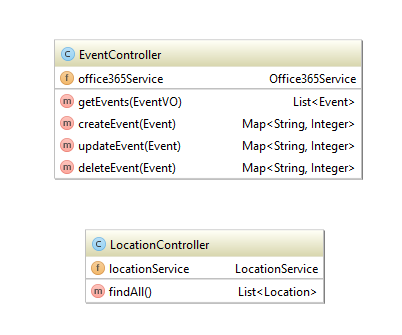 C EventController
f office365Service Office365Service
m getEvents(EventVO) List<Event>
m createEvent(Event) Map<String, Integer>
m updateEvent(Event) Map<String, Integer>
m deleteEvent(Event) Map<String, Integer>
C LocationController
f locationService LocationService
m findAll() List<Location>